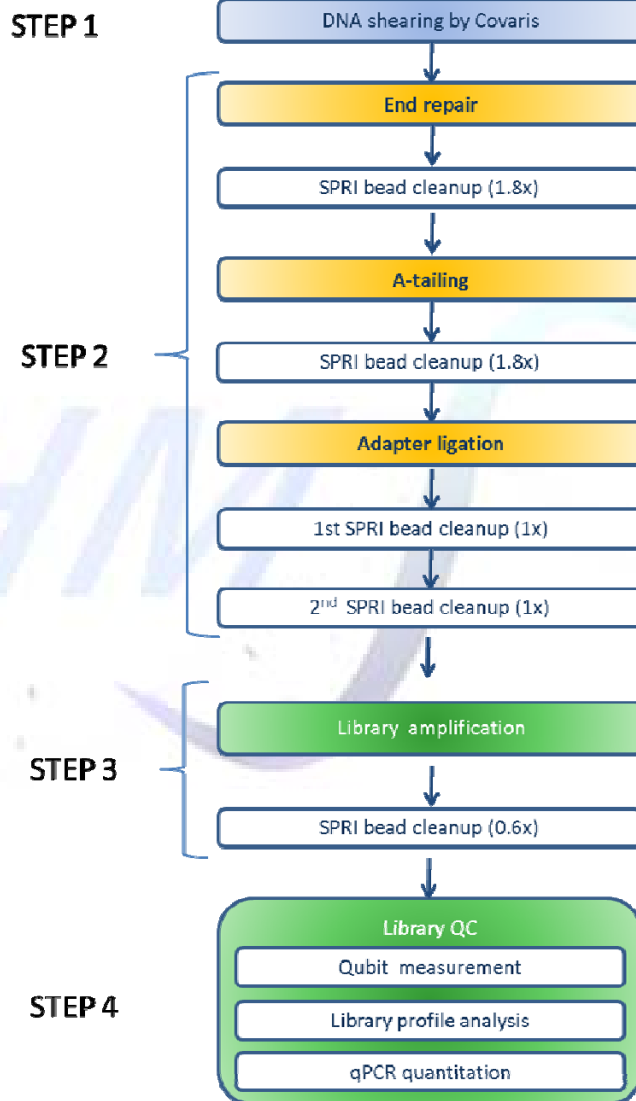 STEP 1
DNA shearing by Covaris
End repair
SPRI bead cleanup (1.8x)
A-tailing
STEP 2
SPRI bead cleanup (1.8x)
Adapter ligation
1st SPRI bead cleanup (1x)
2nd SPRI bead cleanup (1x)
Library amplification
STEP 3
SPRI bead cleanup (0.6x)
Library QC
Qubit measurement
STEP 4
Library profile analysis
qPCR quantitation